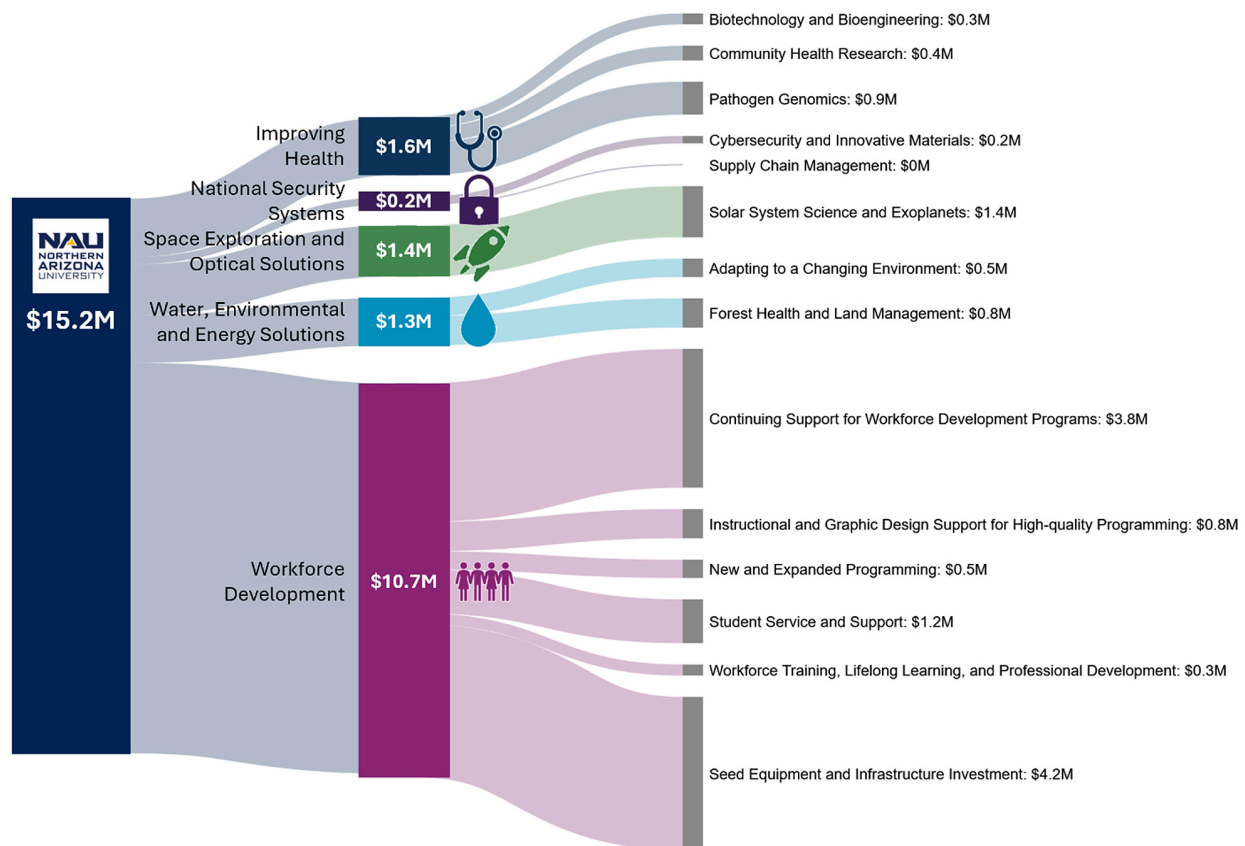 NAU
NORTHERN
ARIZONA
UNIVERSITY
$15.2M
Improving
Health
$1.6M
National Security
Systems
$0.2M
Space Exploration and
Optical Solutions
$1.4M
Water, Environmental
and Energy Solutions
$1.3M
Workforce
Development
$10.7M
Biotechnology and Bioengineering: $0.3M
Community Health Research: $0.4M
Pathogen Genomics: $0.9M
Cybersecurity and Innovative Materials: $0.2M
Supply Chain Management: $0M
Solar System Science and Exoplanets: $1.4M
Adapting to a Changing Environment: $0.5M
Forest Health and Land Management: $0.8M
Continuing Support for Workforce Development Programs: $3.8M
Instructional and Graphic Design Support for High-quality Programming: $0.8M
New and Expanded Programming: $0.5M
Student Service and Support: $1.2M
Workforce Training, Lifelong Learning, and Professional Development: $0.3M
Seed Equipment and Infrastructure Investment: $4.2M